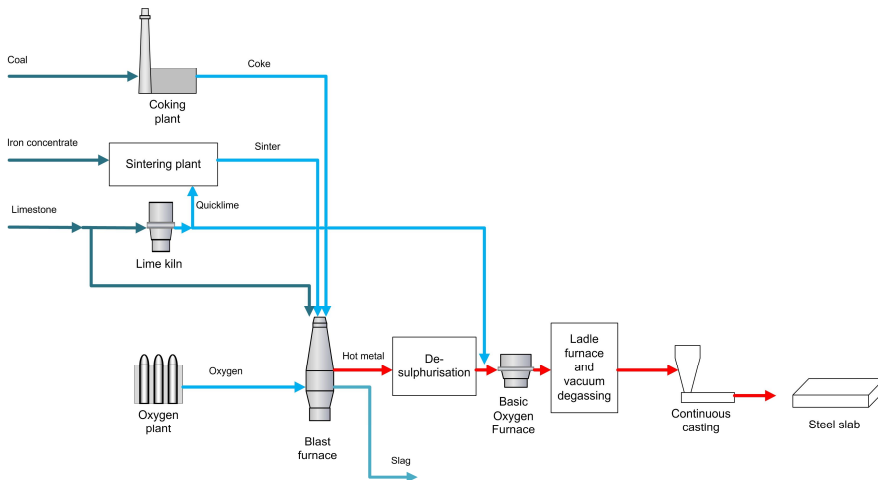 Coal
Coke
Coking
plant
Iron concentrate
Sintering plant
Sinter
Limestone
Quicklime
Lime kiln
Oxygen
Oxygen
plant
Hot metal
Blast
furnace
Slag
De-
sulphurisation
Basic
Oxygen
Furnace
Ladle
furnace
and
vacuum
degassing
Continuous
casting
Steel slab